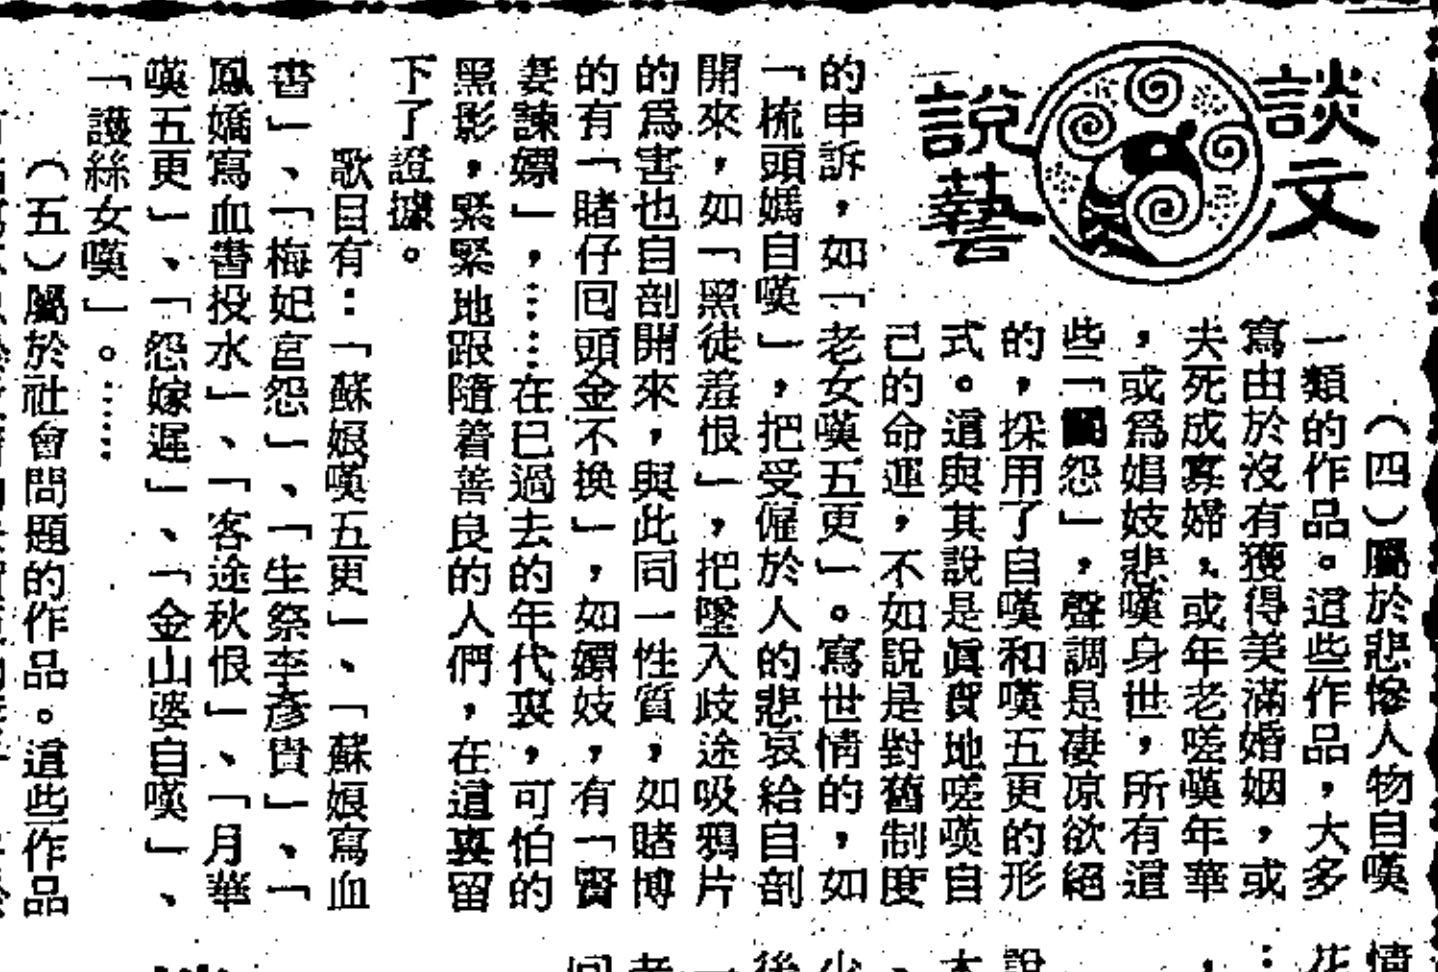 談文
說藝
（四）屬於悲慘人物自嘆
一類的作品。這些作品，大多
寫由於沒有獲得美滿婚姻，或
夫死成寡婦，或年老嗟嘆年華
，或爲娼妓悲嘆身世，所有這
些「閨怨」，聲調是凄凉欲絕
的，採用了自嘆和嘆五更的形
式。這與其說是眞實地嗟嘆自
己的命運，不如說是對舊制度
的申訴，如「老女嘆五更」。寫世情的，如
「梳頭媽自嘆」，把受僱於人的悲哀給自剖
開來，如「黑徒羞恨」，把墜入歧途吸鴉片
的爲害也自剖開來，與此同一性質，如賭博
的有「賭仔囘頭金不換」，如嫖妓，有「賢
妻諫嫖」，……在已過去的年代裏，可怕的
黑影，緊緊地跟隨着善良的人們，在這裏留
下了證據。
歌目有：「蘇娘嘆五更」、「蘇娘寫血
書」、「梅妃宮怨」、「生祭李彥貴」、「
鳳嬌寫血書投水」、「客途秋恨」、「月華
嘆五更」、「怨嫁遲」、「金山婆自嘆」、
「護絲女嘆」。……
（五）屬於社會問題的作品。這些作品